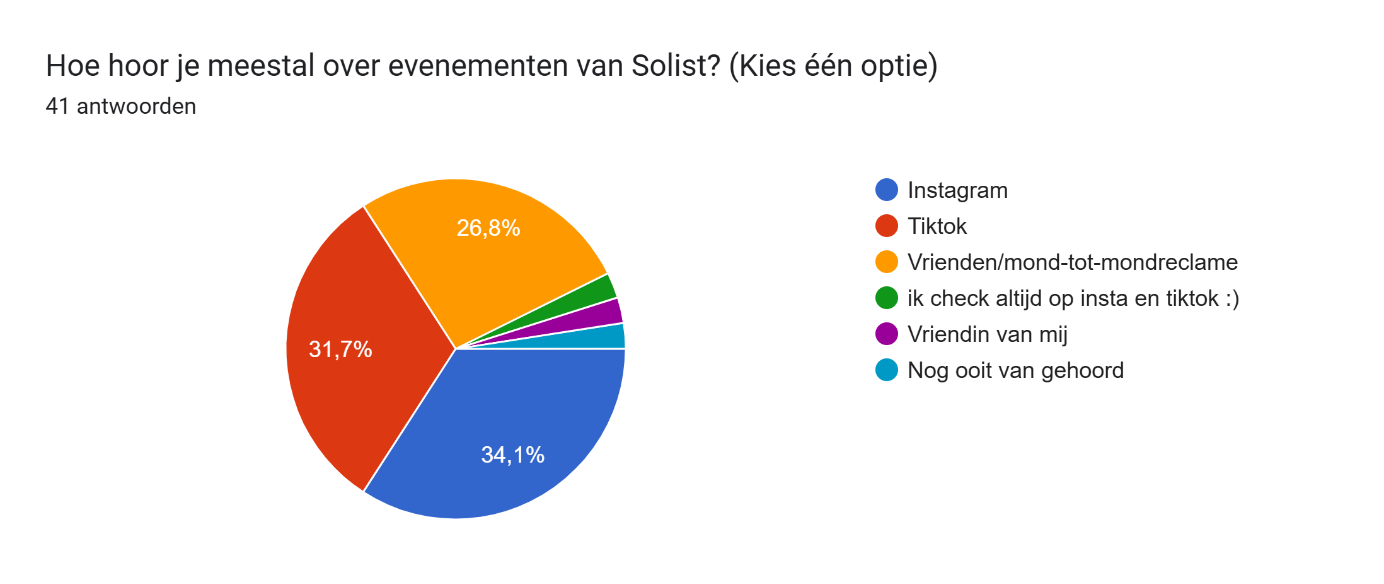 Hoe hoor je meestal over evenementen van Solist? (Kies één optie)
41 antwoorden
26,8%
31,7%
34,1%
Instagram
Tiktok
Vrienden/mond-tot-mondreclame
ik check altijd op insta en tiktok :)
Vriendin van mij
Nog ooit van gehoord